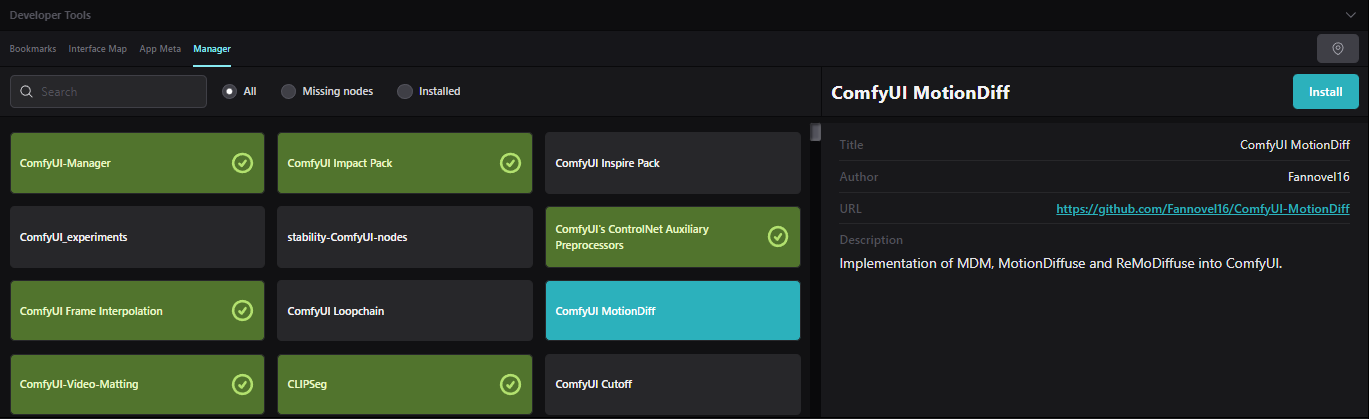 Developer Tools
Bookmarks Interface Map App Meta Manager
Search All Missing nodes Installed
ComfyUI-Manager ComfyUI Impact Pack ComfyUI Inspire Pack
ComfyUI_experiments stability-ComfyUI-nodes ComfyUI's ControlNet Auxiliary
Preprocessors
ComfyUI Frame Interpolation ComfyUI Loopchain ComfyUI MotionDiff
ComfyUI-Video-Matting CLIPSeg ComfyUI Cutoff
ComfyUI MotionDiff Install
Title ComfyUI MotionDiff
Author Fannovel16
URL https://github.com/Fannovel16/ComfyUI-MotionDiff
Description
Implementation of MDM, MotionDiffuse and ReMoDiffuse into ComfyUI.